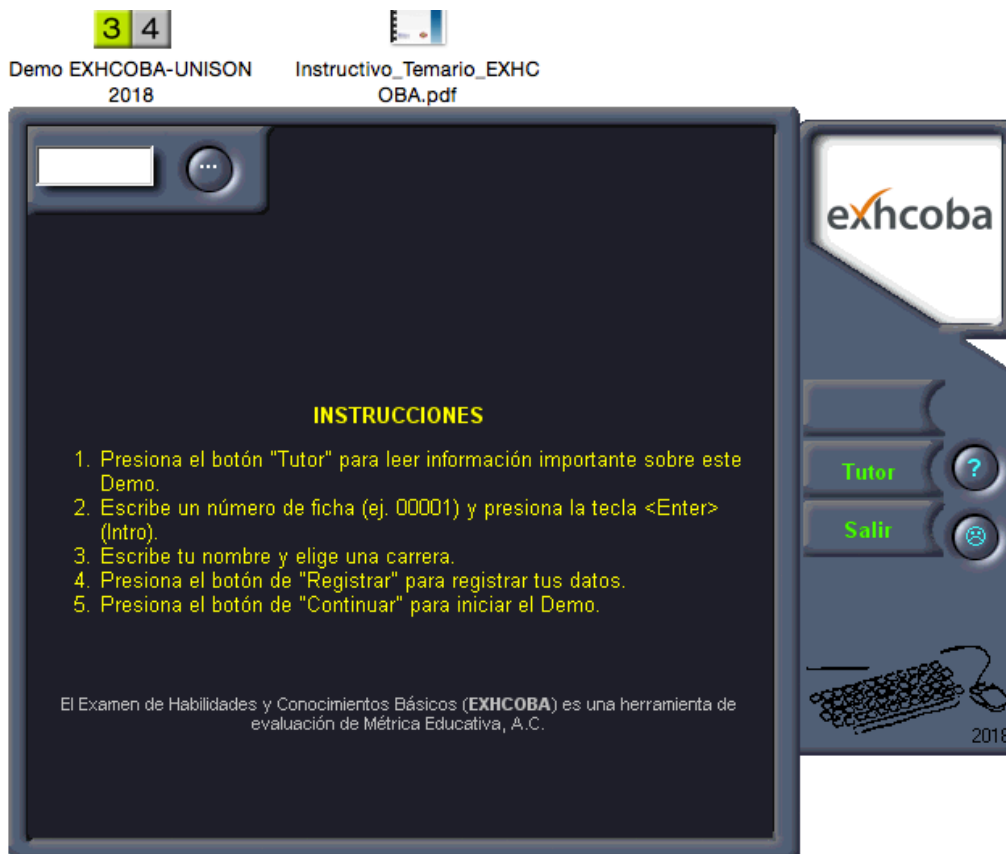 3 4
Demo EXHCOBA-UNISON
2018
Instructivo_Temario_EXHC
OBA.pdf
...
exhcoba
INSTRUCCIONES
1. Presiona el botón "Tutor" para leer información importante sobre este
Demo.
2. Escribe un número de ficha (ej. 00001) y presiona la tecla <Enter>
(Intro).
3. Escribe tu nombre y elige una carrera.
4. Presiona el botón de "Registrar" para registrar tus datos.
5. Presiona el botón de "Continuar" para iniciar el Demo.
Tutor
?
Salir
El Examen de Habilidades y Conocimientos Básicos (EXHCOBA) es una herramienta de
evaluación de Métrica Educativa, A.C.
2018